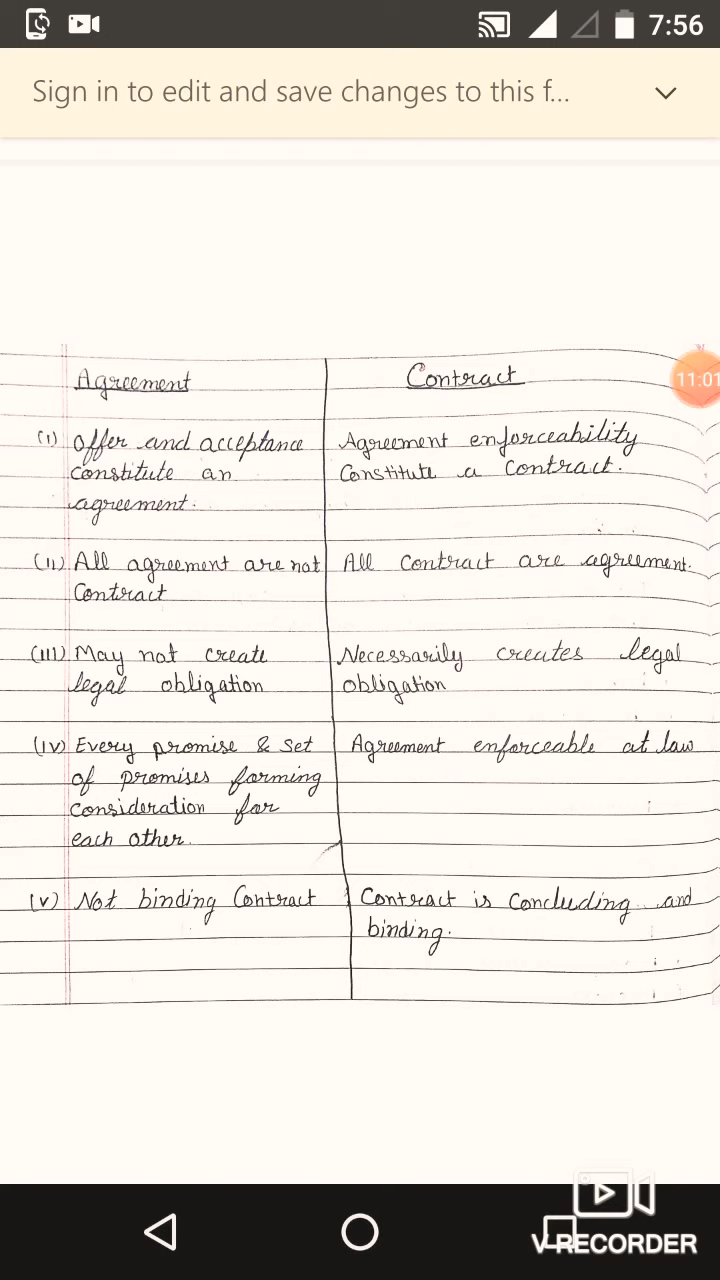 7:56
Sign in to edit and save changes to this f...
11:01
Agreement
Contract
(i) Offer and acceptance
constitute an
agreement.
Agreement enforceability
Constitute a Contract.
(ii) All agreement are not
Contract
All Contract are agreement.
(iii) May not create
legal obligation
Necessarily creates legal
obligation
(iv) Every promise & set
of promises forming
consideration for
each other.
Agreement enforceable at law
(v) Not binding Contract
Contract is Concluding and
binding.
V RECORDER